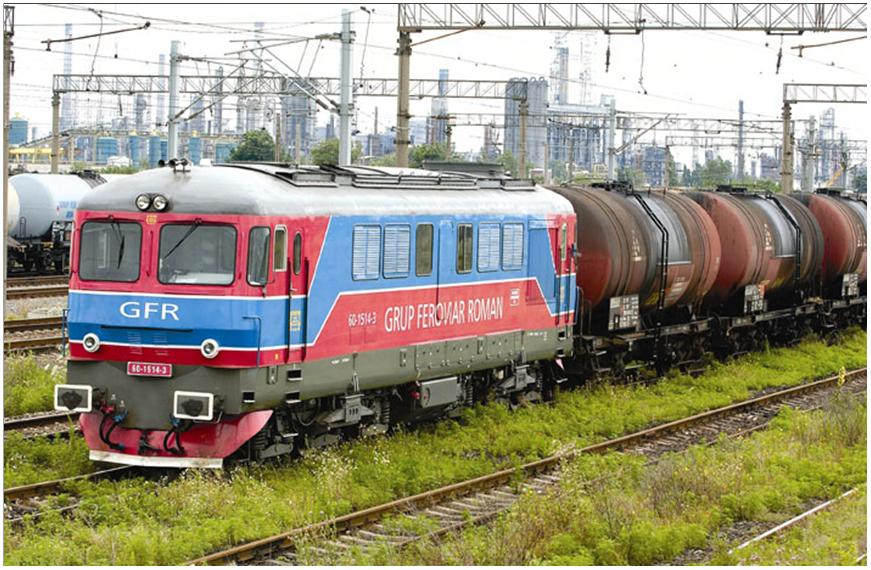 GFR
60-1514-3
60-1514-3 GRUP FEROVIAR ROMAN